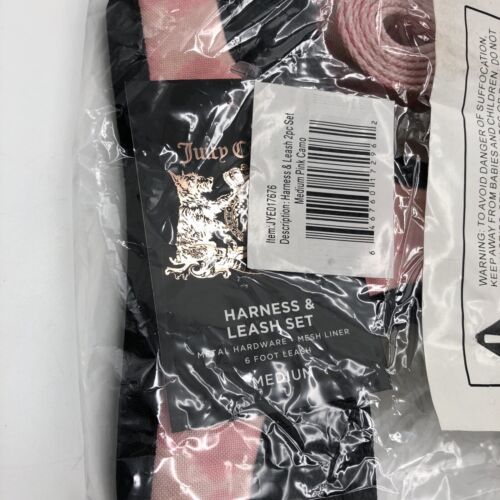 Juicy C
HARNESS &
LEASH SET
METAL HARDWARE · MESH LINER
6 FOOT LEASH
MEDIUM
Item:JYE017676
Description: Harness & Leash 2pc Set
Medium Pink Camo
WARNING: TO AVOID DANGER OF SUFFOCATION,
KEEP AWAY FROM BABIES AND CHILDREN. DO NOT